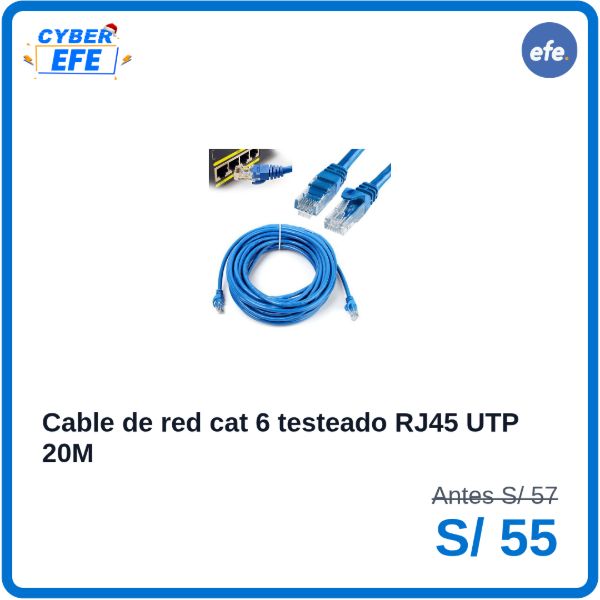 CYBER
EFE
efe.
Cable de red cat 6 testeado RJ45 UTP
20M
Antes S/ 57
S/ 55